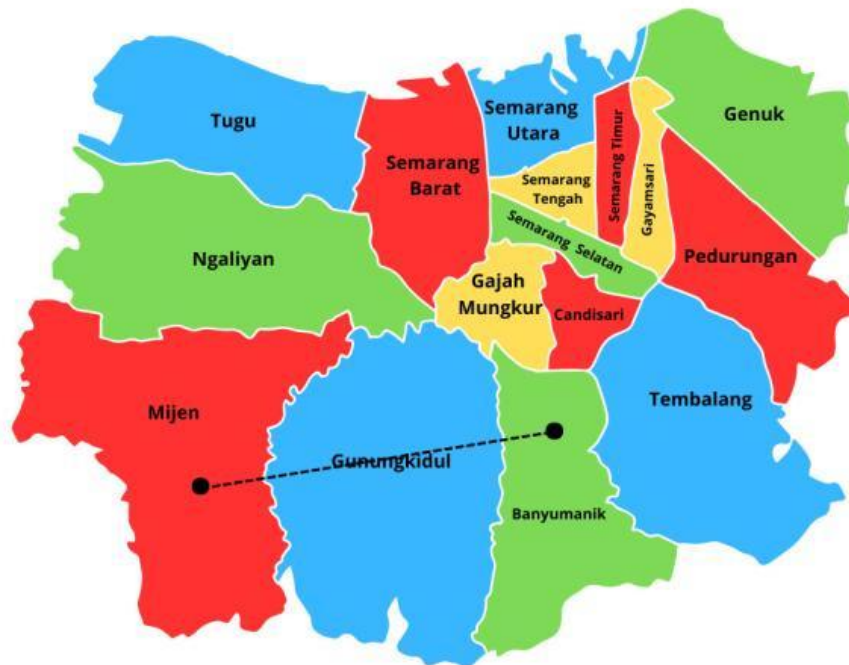 Tugu
Semarang
Barat
Semarang
Utara
Genuk
Semarang
Tengah
Semarang Timur
Gayamsari
Semarang Selatan
Pedurungan
Ngaliyan
Gajah
Mungkur
Candisari
Mijen
Gunungkidul
Tembalang
Banyumanik